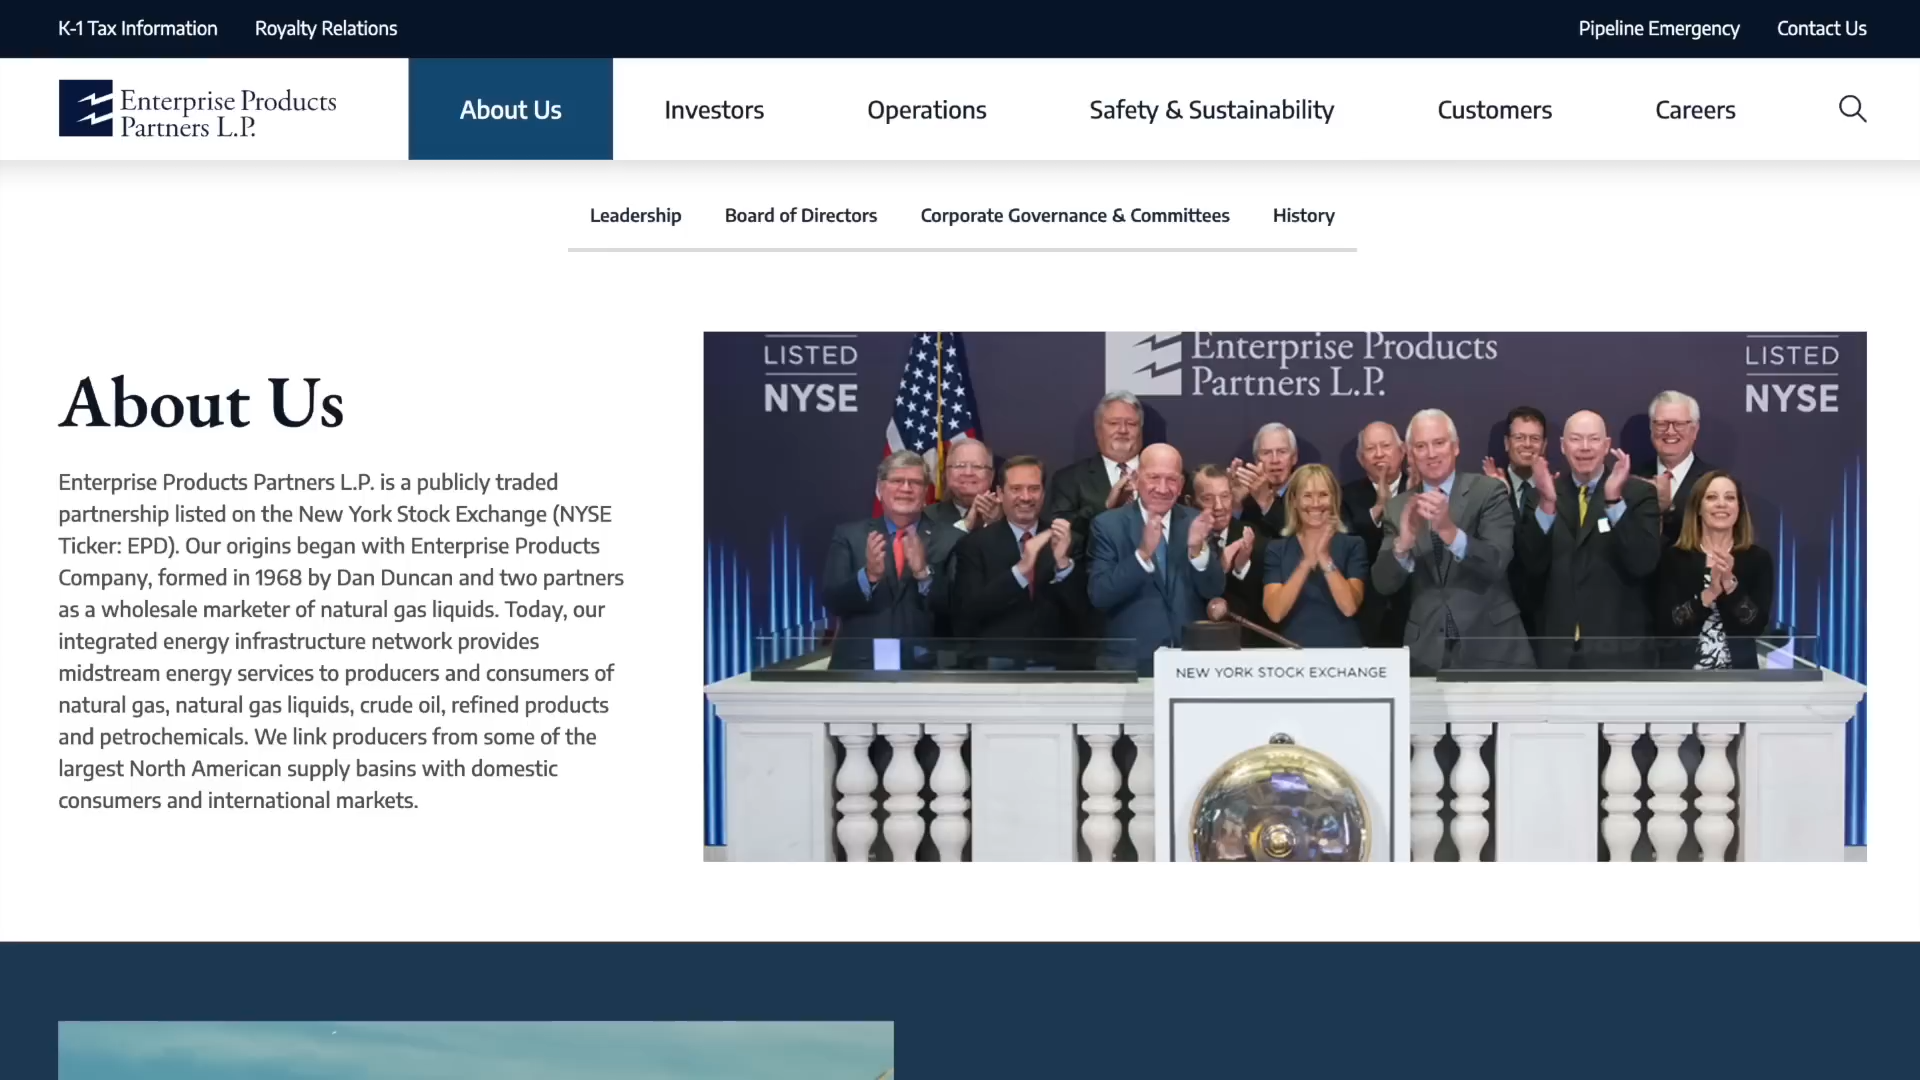 K-1 Tax Information Royalty Relations Pipeline Emergency Contact Us
Enterprise Products
Partners L.P.
About Us Investors Operations Safety & Sustainability Customers Careers
Leadership Board of Directors Corporate Governance & Committees History
About Us
Enterprise Products Partners L.P. is a publicly traded
partnership listed on the New York Stock Exchange (NYSE
Ticker: EPD). Our origins began with Enterprise Products
Company, formed in 1968 by Dan Duncan and two partners
as a wholesale marketer of natural gas liquids. Today, our
integrated energy infrastructure network provides
midstream energy services to producers and consumers of
natural gas, natural gas liquids, crude oil, refined products
and petrochemicals. We link producers from some of the
largest North American supply basins with domestic
consumers and international markets.
LISTED
NYSE
Enterprise Products
Partners L.P.
LISTED
NYSE
NEW YORK STOCK EXCHANGE